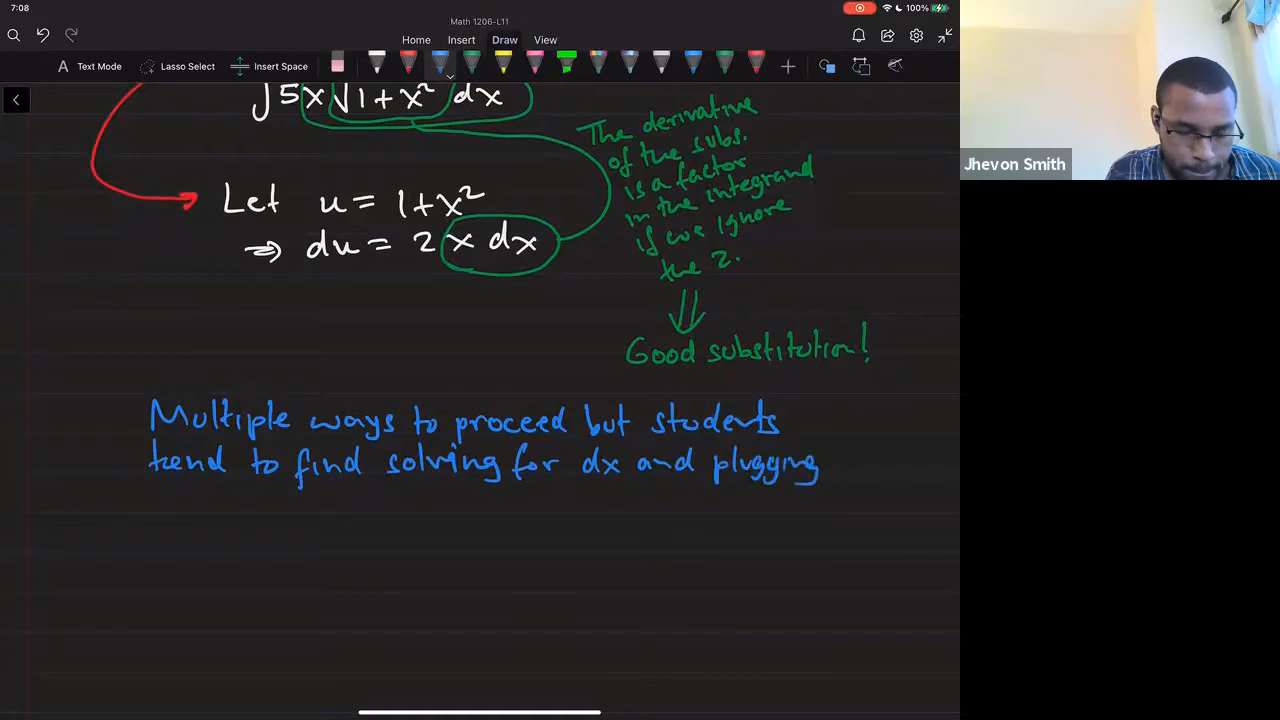 7:08
100%
Math 1206-L11
Home Insert Draw View
Text Mode Lasso Select Insert Space
∫5x√1+x² dx
Let u = 1+x²
⇒ du = 2x dx
The derivative
of the subs.
is a factor
in the integrand
if we ignore
the 2.
⇓
Good substitution!
Multiple ways to proceed but students
tend to find solving for dx and plugging
Jhevon Smith